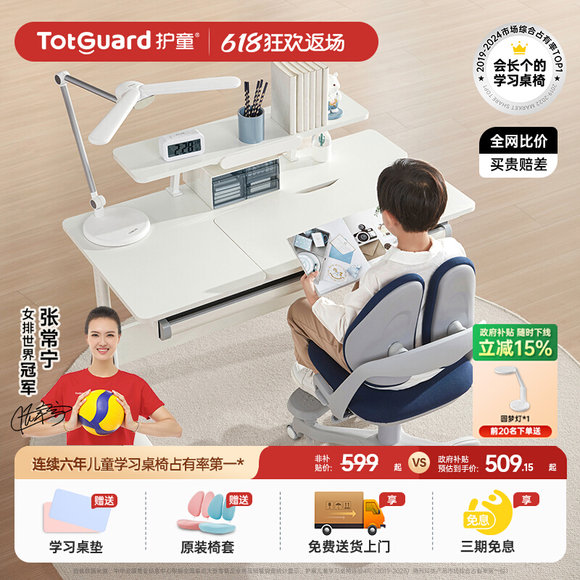 TotGuard 护童® 618狂欢返场
2019-2024市场综合占有率TOP1
会长个的
学习桌椅
全网比价
买贵赔差
张常宁
女排世界冠军
政府补贴 随时下线
立减15%
圆梦灯*1
前20名下单送
连续六年儿童学习桌椅占有率第一*
非补贴价: 599 起
VS
政府补贴预估到手价: 509.15 起
赠送
学习桌垫
赠送
原装椅套
享
免费送货上门
享
免息
三期免息